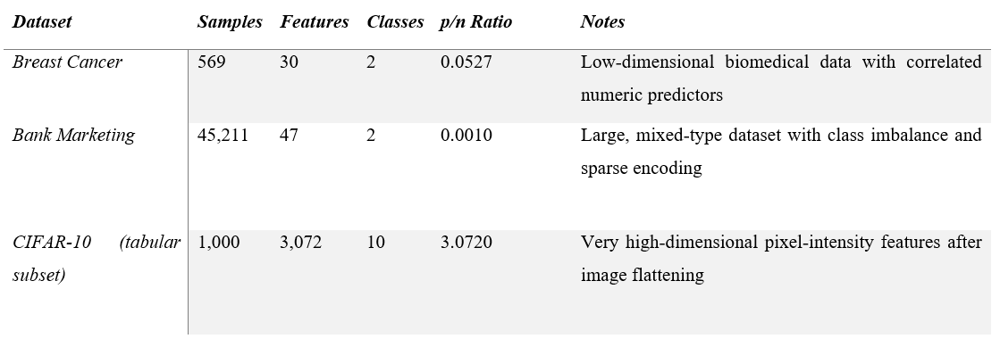 Dataset Samples Features Classes p/n Ratio Notes
Breast Cancer 569 30 2 0.0527 Low-dimensional biomedical data with correlated
numeric predictors
Bank Marketing 45,211 47 2 0.0010 Large, mixed-type dataset with class imbalance and
sparse encoding
CIFAR-10 (tabular 1,000 3,072 10 3.0720 Very high-dimensional pixel-intensity features after
subset) image flattening